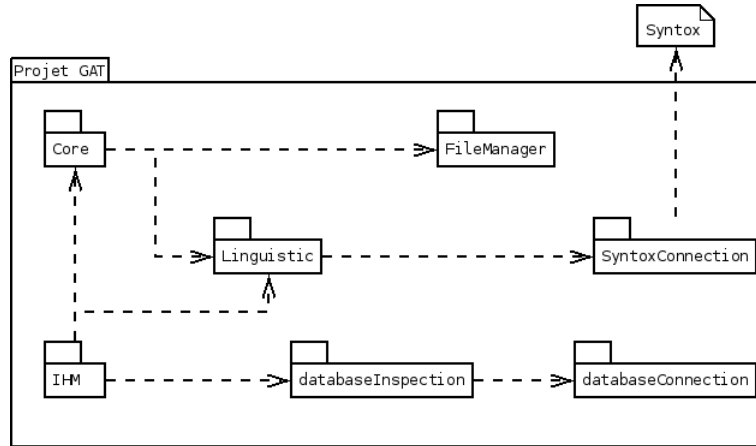 Syntox
Projet GAT
Core
FileManager
Linguistic
SyntoxConnection
IHM
databaseInspection
databaseConnection